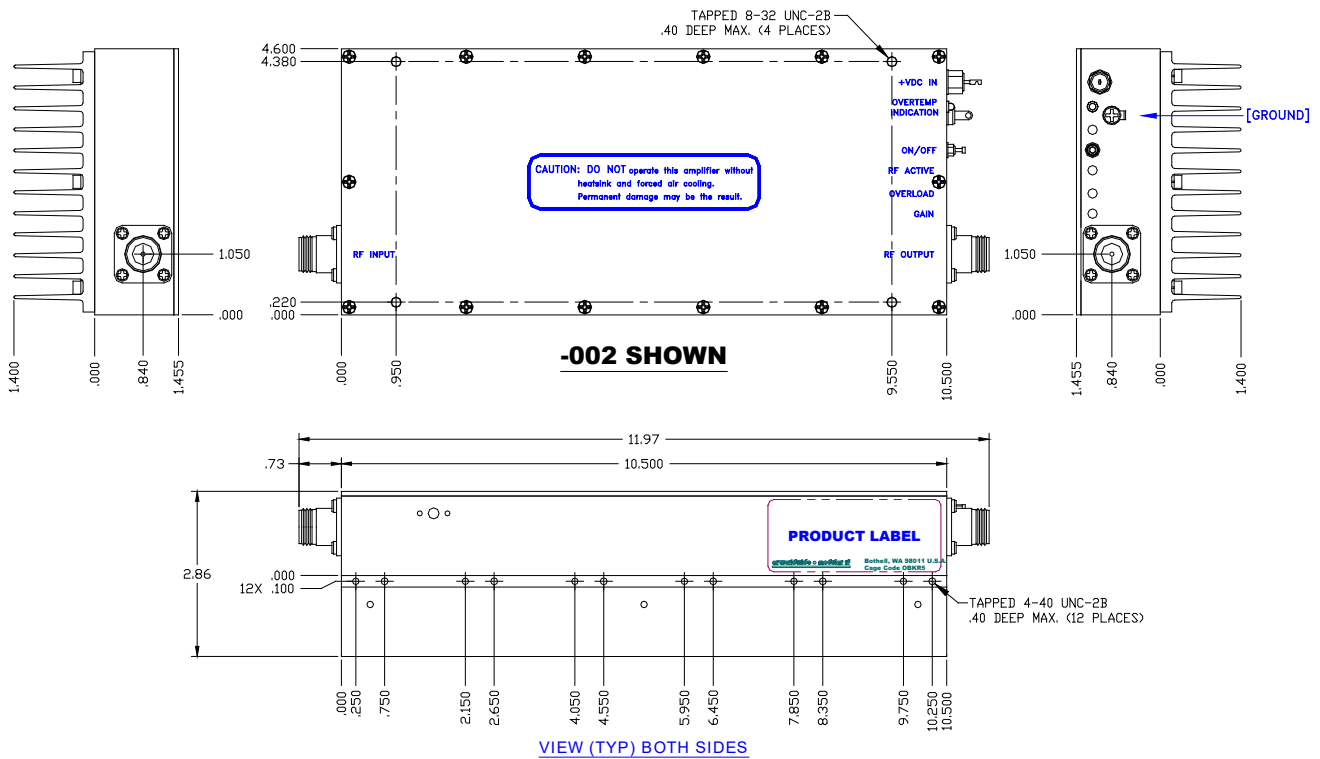 TAPPED 8-32 UNC-2B
.40 DEEP MAX. (4 PLACES)
4.600
4.380
+VDC IN
OVERTEMP
INDICATION
[GROUND]
ON/OFF
CAUTION: DO NOT operate this amplifier without
heatsink and forced air cooling.
Permanent damage may be the result.
RF ACTIVE
OVERLOAD
GAIN
1.050
RF INPUT
RF OUTPUT
1.050
.220
.000
.000
.000
-002 SHOWN
1.400
.000
.840
1.455
.000
.950
9.550
10.500
1.455
.840
.000
1.400
11.97
.73
10.500
PRODUCT LABEL
Bothell, WA 98011 U.S.A.
Cage Code OBKR5
2.86
.000
12X .100
TAPPED 4-40 UNC-2B
.40 DEEP MAX. (12 PLACES)
.000
.250
.750
2.150
2.650
4.050
4.550
5.950
6.450
7.850
8.350
9.750
10.250
10.500
VIEW (TYP) BOTH SIDES